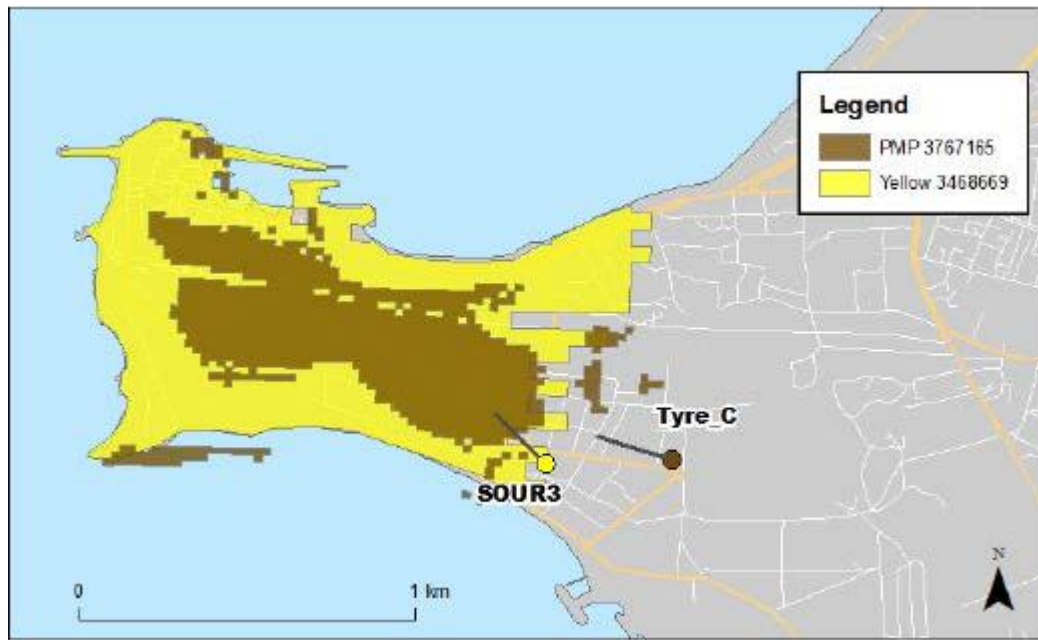 Legend
PMP 3767165
Yellow 3468669
Tyre_C
SOUR3
0 1 km
N